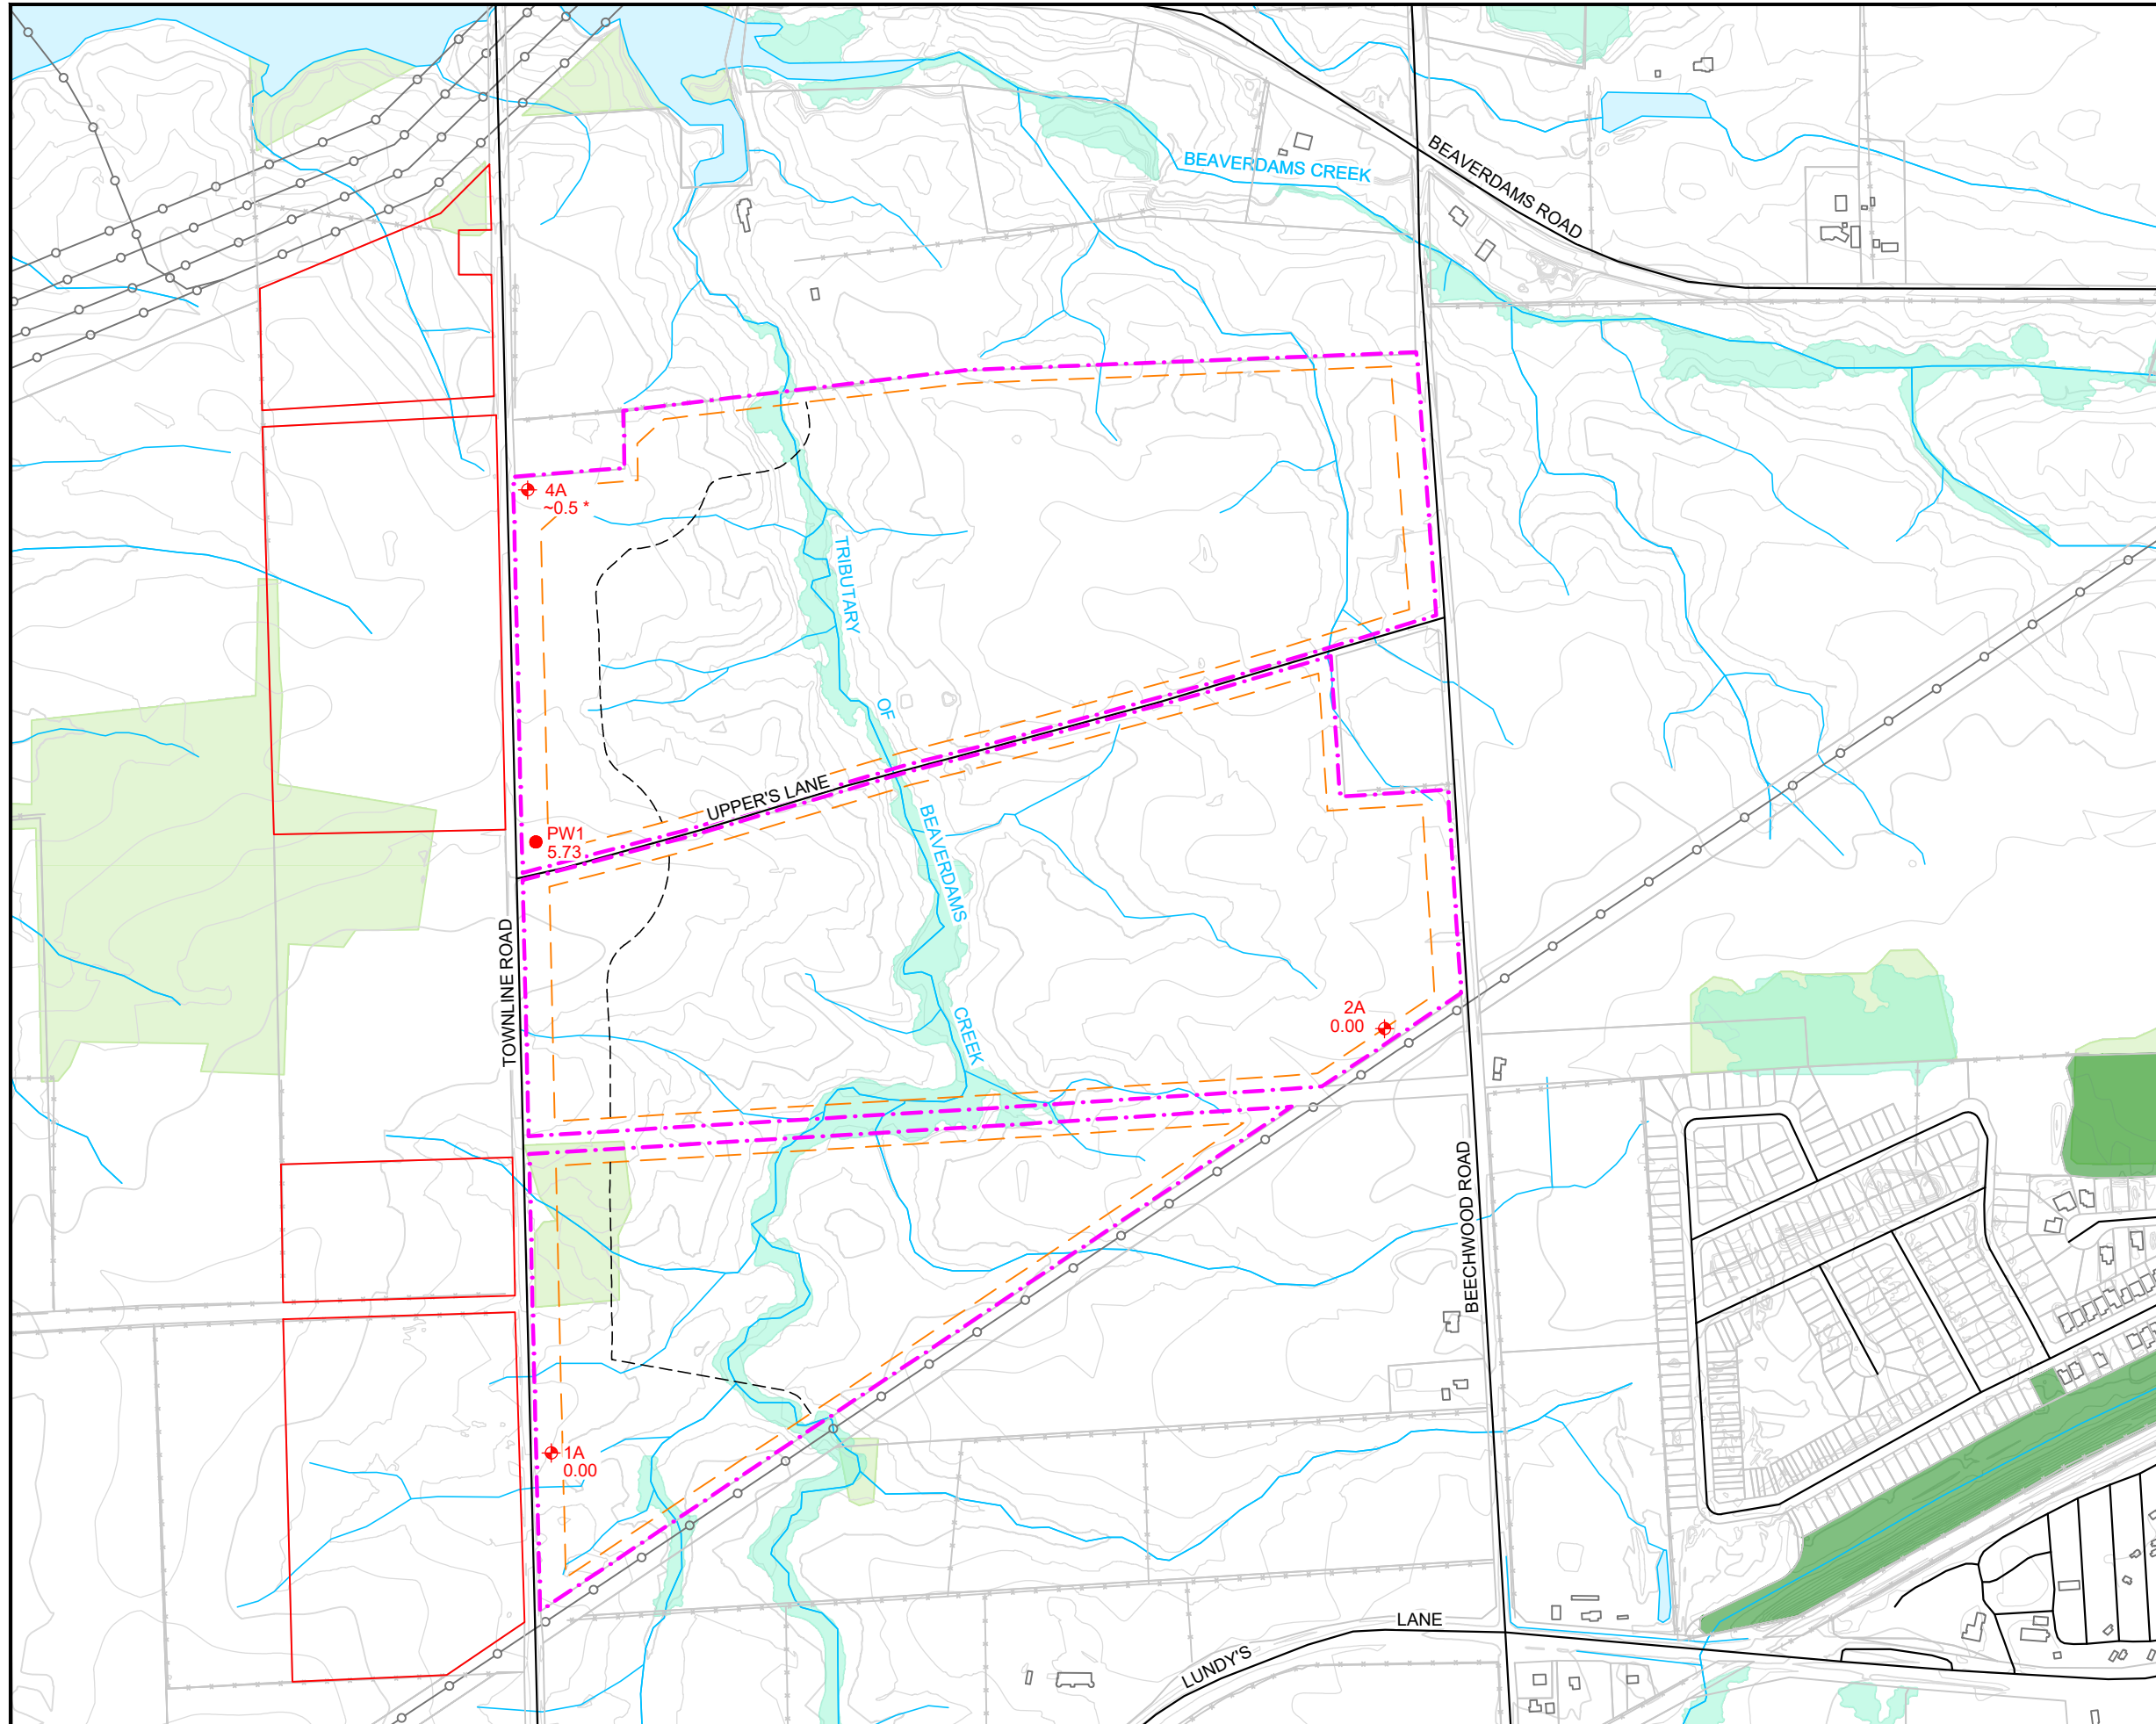 BEAVERDAMS CREEK
BEAVERDAMS ROAD
4A
~0.5 *
TRIBUTARY
OF
BEAVERDAMS
CREEK
UPPER'S LANE
PW1
5.73
TOWNLINE ROAD
2A
0.00
BEECHWOOD ROAD
1A
0.00
LUNDY'S
LANE